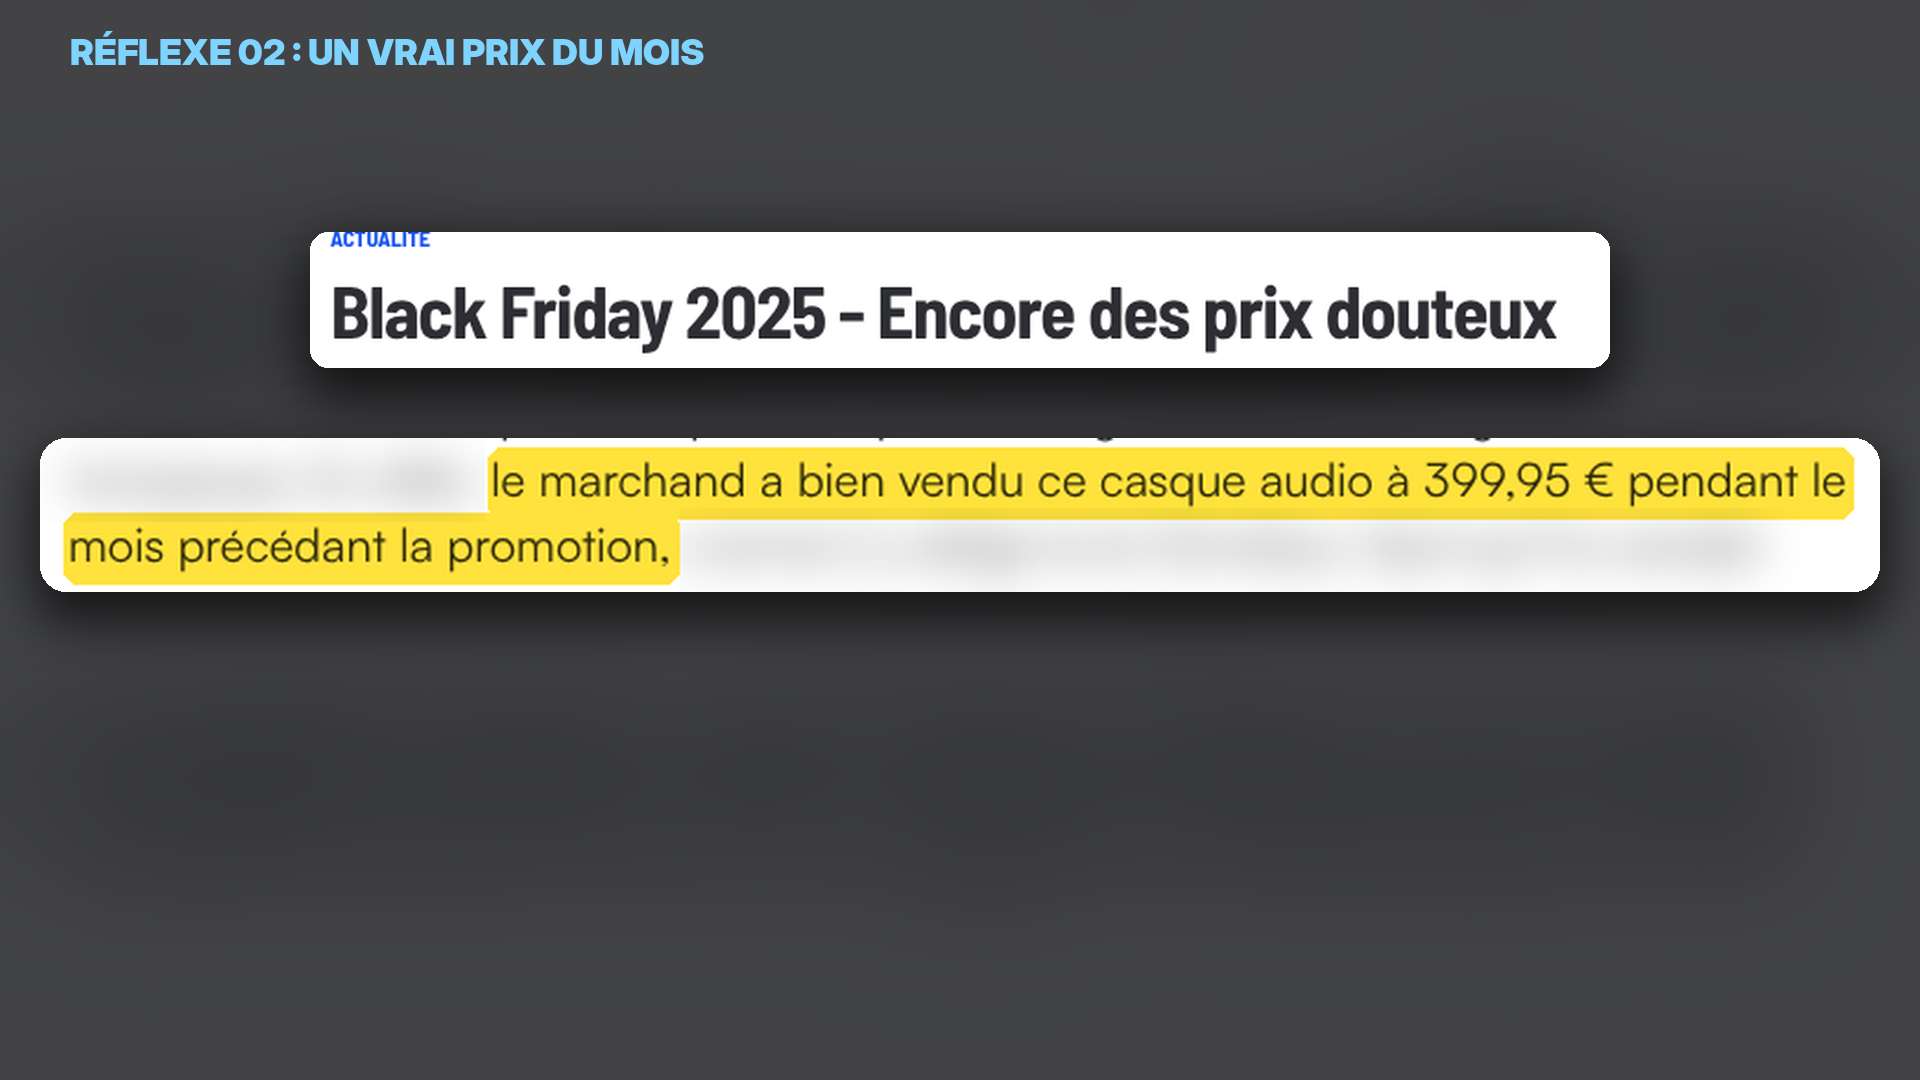 RÉFLEXE 02 : UN VRAI PRIX DU MOIS
ACTUALITÉ
Black Friday 2025 - Encore des prix douteux
le marchand a bien vendu ce casque audio à 399,95 € pendant le
mois précédant la promotion,